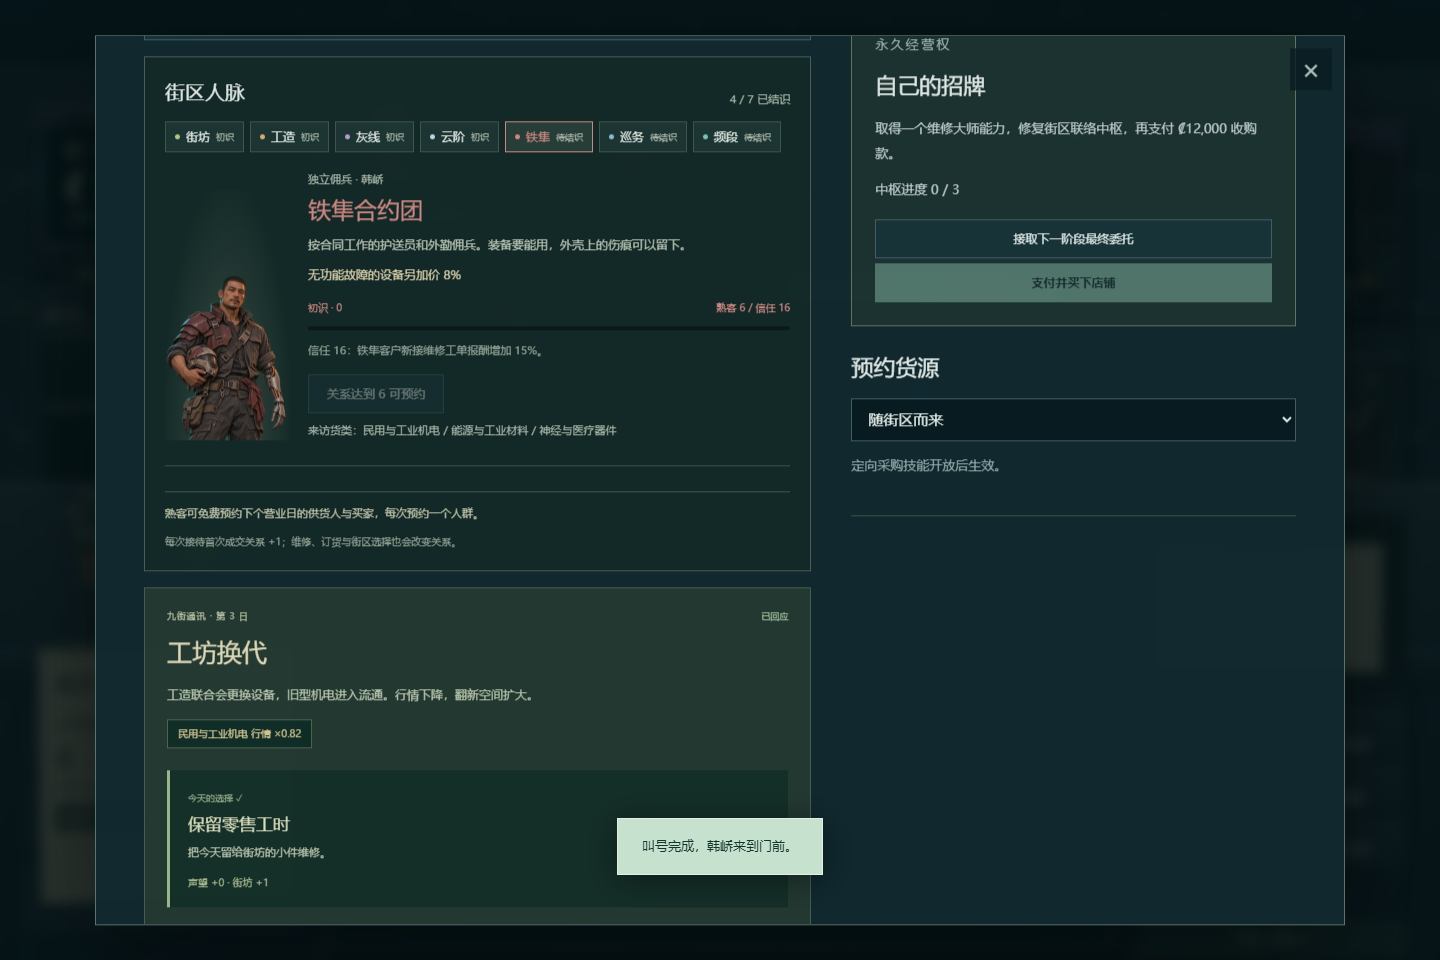 街区人脉
4 / 7 已结识
街坊 初识
工造 初识
灰线 初识
云阶 初识
铁隼 待结识
巡务 待结识
频段 待结识
独立佣兵 · 韩峤
铁隼合约团
按合同工作的护送员和外勤佣兵。装备要能用，外壳上的伤痕可以留下。
无功能故障的设备另加价 8%
初识 · 0
熟客 6 / 信任 16
信任 16：铁隼客户新接维修工单报酬增加 15%。
关系达到 6 可预约
来访货类：民用与工业机电 / 能源与工业材料 / 神经与医疗器件
熟客可免费预约下个营业日的供货人与买家，每次预约一个人群。
每次接待首次成交关系 +1；维修、订货与街区选择也会改变关系。
九街通讯 · 第 3 日
已回应
工坊换代
工造联合会更换设备，旧型机电进入流通。行情下降，翻新空间扩大。
民用与工业机电 行情 ×0.82
今天的选择 ✓
保留零售工时
把今天留给街坊的小件维修。
声望 +0 · 街坊 +1
永久经营权
×
自己的招牌
取得一个维修大师能力，修复街区联络中枢，再支付 ₡12,000 收购
款。
中枢进度 0 / 3
接取下一阶段最终委托
支付并买下店铺
预约货源
随街区而来
定向采购技能开放后生效。
叫号完成，韩峤来到门前。